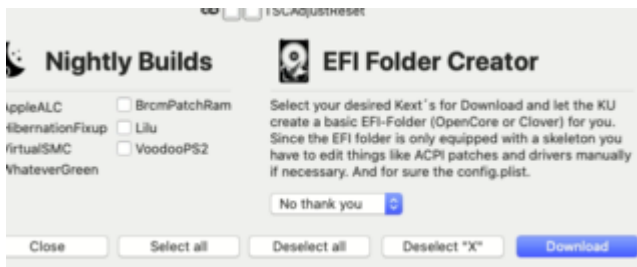 TSCAdjustReset
Nightly Builds
AppleALC
BrcmPatchRam
HibernationFixup
Lilu
VirtualSMC
VoodooPS2
WhateverGreen
EFI Folder Creator
Select your desired Kext´s for Download and let the KU
create a basic EFI-Folder (OpenCore or Clover) for you.
Since the EFI folder is only equipped with a skeleton you
have to edit things like ACPI patches and drivers manually
if necessary. And for sure the config.plist.
No thank you
Close
Select all
Deselect all
Deselect "X"
Download